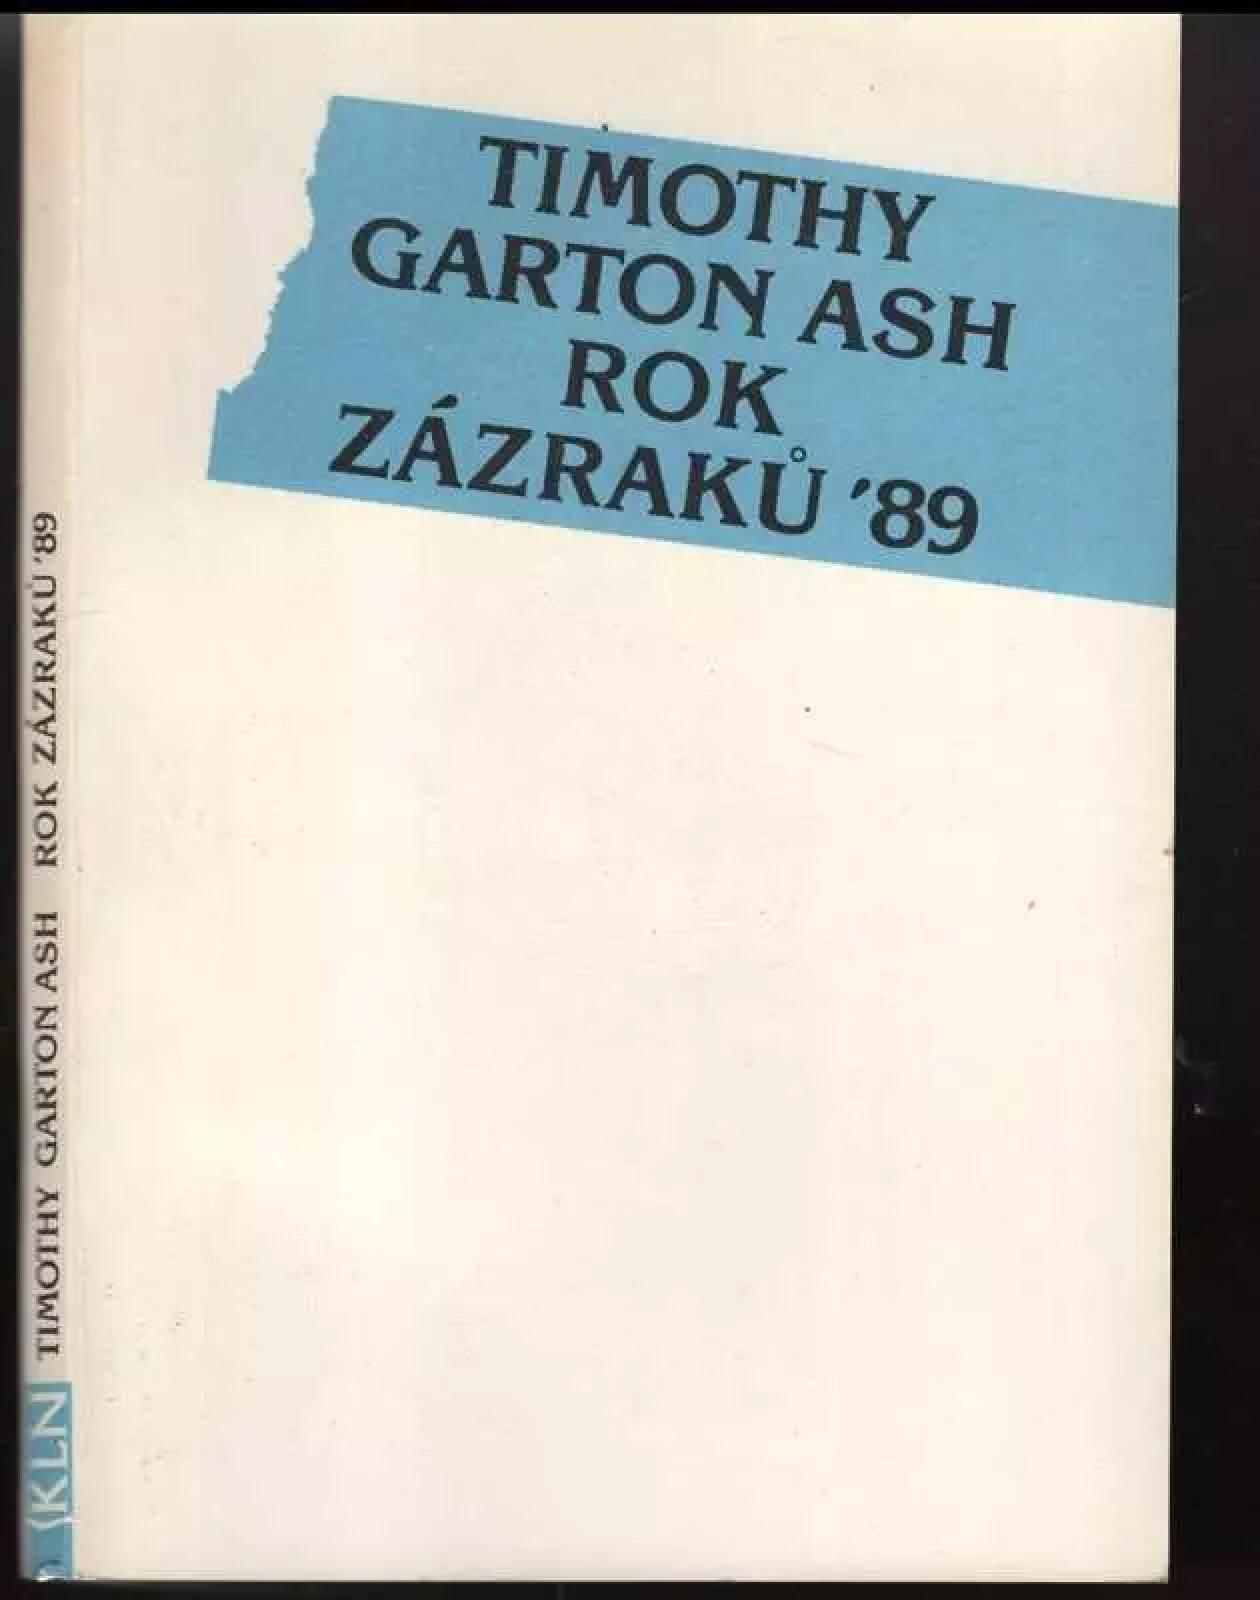 TIMOTHY
GARTON ASH
ROK
ZÁZRAKŮ '89
TIMOTHY GARTON ASH ROK ZÁZRAKŮ '89
KLN